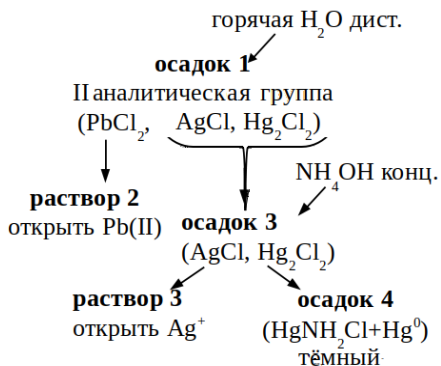 горячая H₂O дист.
осадок 1
II аналитическая группа
(PbCl₂, AgCl, Hg₂Cl₂)
NH₄OH конц.
раствор 2
открыть Pb(II)
осадок 3
(AgCl, Hg₂Cl₂)
раствор 3
открыть Ag⁺
осадок 4
(HgNH₂Cl+Hg⁰)
тёмный